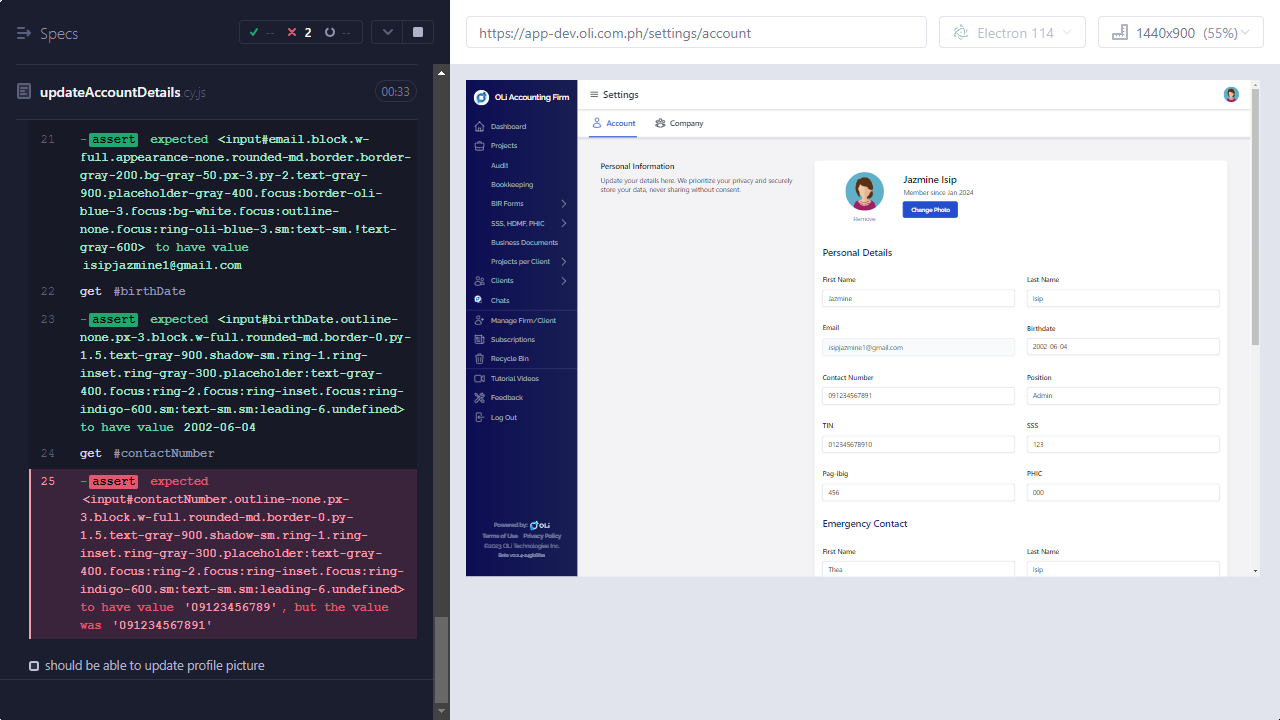 Specs
-- 2 --
updateAccountDetails cy.js
00:33
21 -assert expected <input#email.block.w-
full.appearance-none.rounded-md.border.border-
gray-200.bg-gray-50.px-3.py-2.text-gray-
900.placeholder-gray-400.focus:border-oli-
blue-3.focus:bg-white.focus:outline-
none.focus:ring-oli-blue-3.sm:text-sm.!text-
gray-600> to have value
isipjazmine1@gmail.com
22 get #birthDate
23 -assert expected <input#birthDate.outline-
none.px-3.block.w-full.rounded-md.border-0.py-
1.5.text-gray-900.shadow-sm.ring-1.ring-
inset.ring-gray-300.placeholder:text-gray-
400.focus:ring-2.focus:ring-inset.focus:ring-
indigo-600.sm:text-sm.sm:leading-6.undefined>
to have value 2002-06-04
24 get #contactNumber
25 -assert expected
<input#contactNumber.outline-none.px-
3.block.w-full.rounded-md.border-0.py-
1.5.text-gray-900.shadow-sm.ring-1.ring-
inset.ring-gray-300.placeholder:text-gray-
400.focus:ring-2.focus:ring-inset.focus:ring-
indigo-600.sm:text-sm.sm:leading-6.undefined>
to have value '09123456789', but the value
was '091234567891'
should be able to update profile picture
https://app-dev.oli.com.ph/settings/account
Electron 114
1440x900 (55%)
OLi Accounting Firm
Dashboard
Projects
Audit
Bookkeeping
BIR Forms
SSS, HDMF, PHIC
Business Documents
Projects per Client
Clients
Chats
Manage Firm/Client
Subscriptions
Recycle Bin
Tutorial Videos
Feedback
Log Out
Powered by: OLi
Terms of Use Privacy Policy
©2023 OLi Technologies Inc.
Settings
Account Company
Personal Information
Update your details here. We prioritize your privacy and securely
store your data, never sharing without consent.
Jazmine Isip
Member since Jan 2024
Change Photo
Remove
Personal Details
First Name Last Name
Jazmine Isip
Email Birthdate
isipjazmine1@gmail.com 2002-06-04
Contact Number Position
091234567891 Admin
TIN SSS
012345678910 123
Pag-ibig PHIC
456 000
Emergency Contact
First Name Last Name
Thea Isip